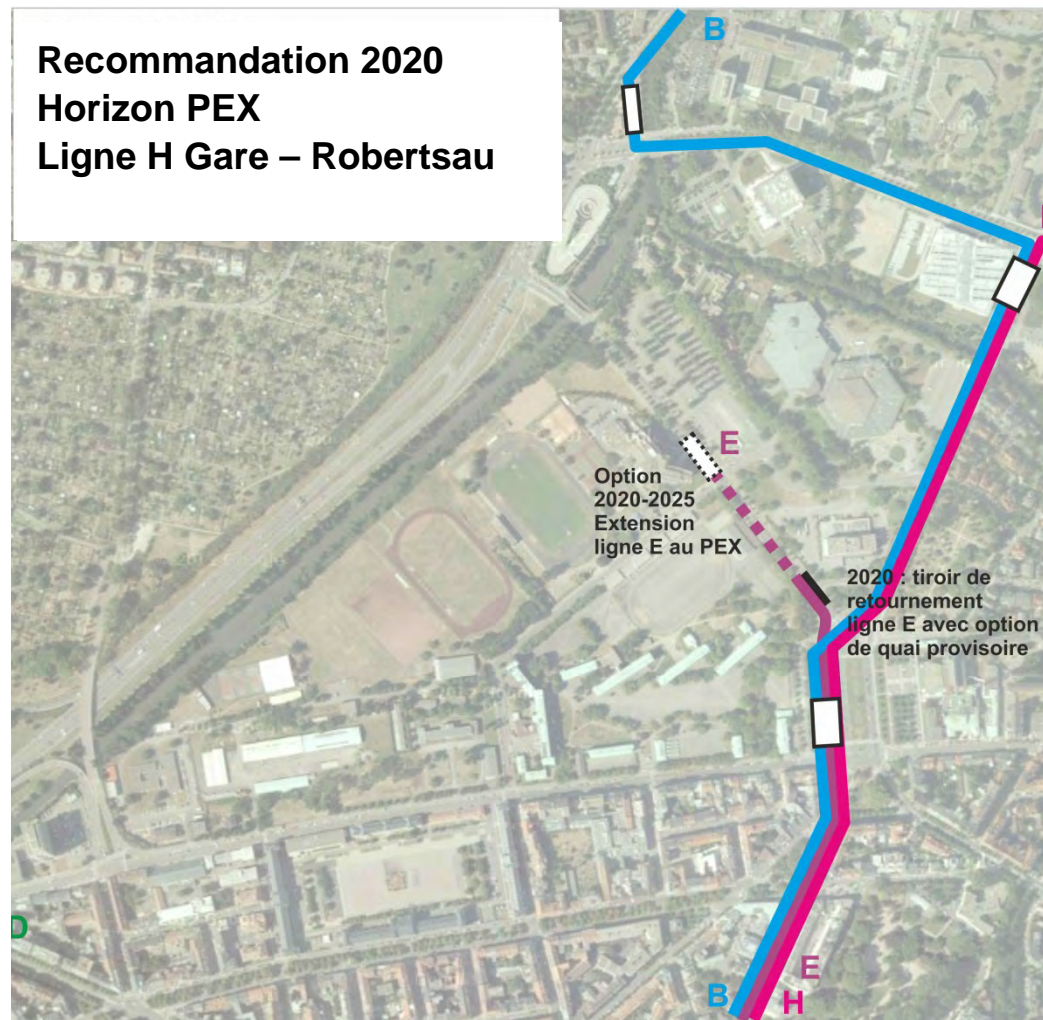 Recommandation 2020
Horizon PEX
Ligne H Gare – Robertsau
B
E
Option
2020-2025
Extension
ligne E au PEX
2020 : tiroir de
retournement
ligne E avec option
de quai provisoire
D
E
B
H